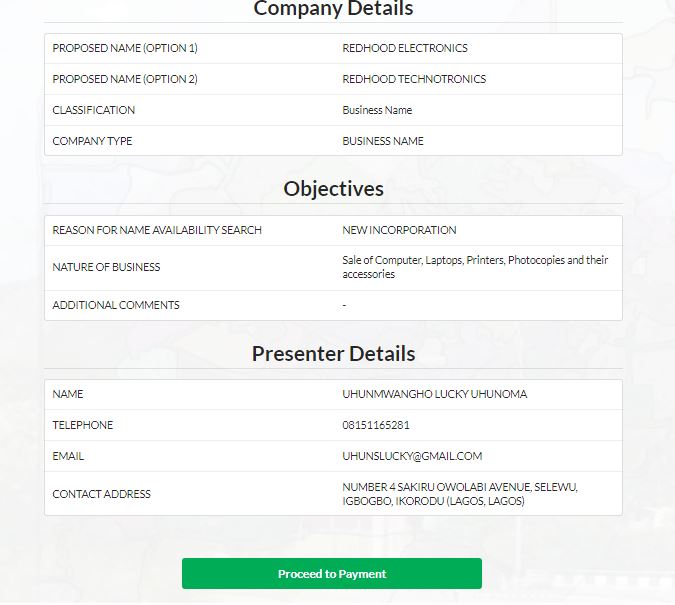 Company Details
PROPOSED NAME (OPTION 1) REDHOOD ELECTRONICS
PROPOSED NAME (OPTION 2) REDHOOD TECHNOTRONICS
CLASSIFICATION Business Name
COMPANY TYPE BUSINESS NAME
Objectives
REASON FOR NAME AVAILABILITY SEARCH NEW INCORPORATION
NATURE OF BUSINESS Sale of Computer, Laptops, Printers, Photocopies and their
accessories
ADDITIONAL COMMENTS -
Presenter Details
NAME UHUNMWANGHO LUCKY UHUNOMA
TELEPHONE 08151165281
EMAIL UHUNSLUCKY@GMAIL.COM
CONTACT ADDRESS NUMBER 4 SAKIRU OWOLABI AVENUE, SELEWU,
IGBOGBO, IKORODU (LAGOS, LAGOS)
Proceed to Payment